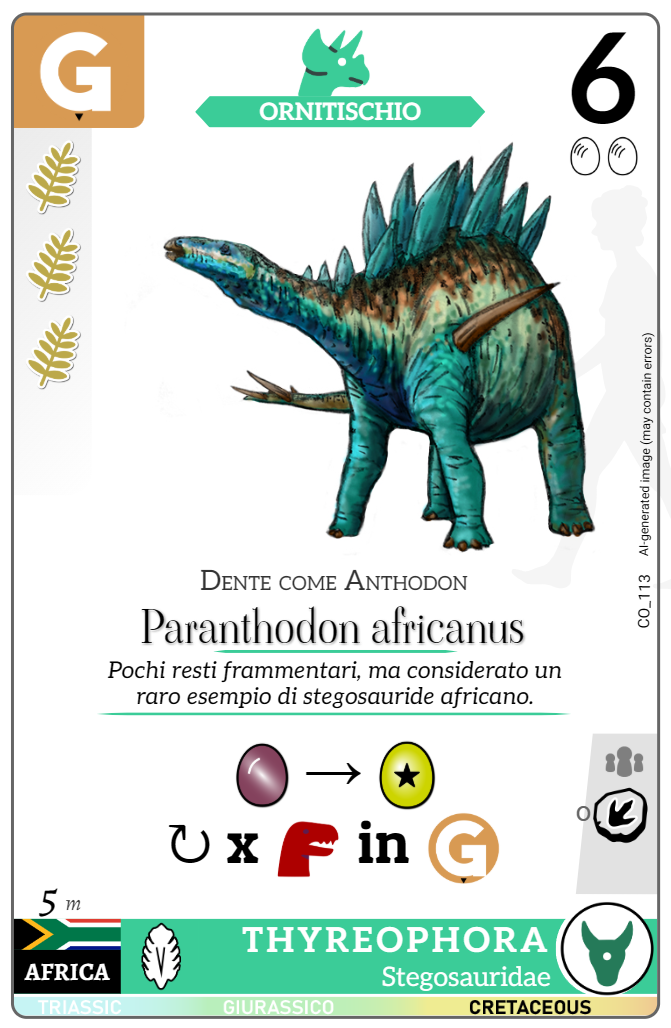 G
ORNITISCHIO
6
AI-generated image (may contain errors)
CO_113
DENTE COME ANTHODON
Paranthodon africanus
Pochi resti frammentari, ma considerato un
raro esempio di stegosauride africano.
→
↻ x in G
O
5 m
AFRICA
THYREOPHORA
Stegosauridae
TRIASSIC GIURASSICO CRETACEOUS